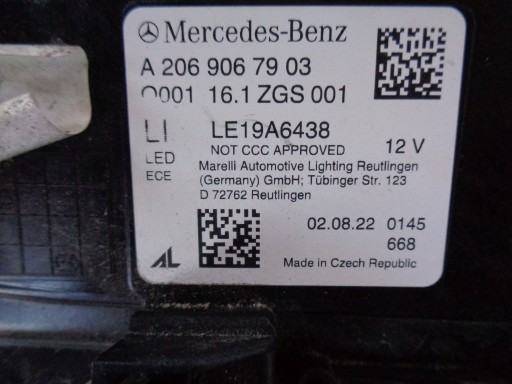 Mercedes-Benz
A 206 906 79 03
Q001 16.1 ZGS 001
LI LE19A6438
NOT CCC APPROVED 12 V
LED
ECE
Marelli Automotive Lighting Reutlingen
(Germany) GmbH; Tübinger Str. 123
D 72762 Reutlingen
02.08.22 0145
668
AL
Made in Czech Republic